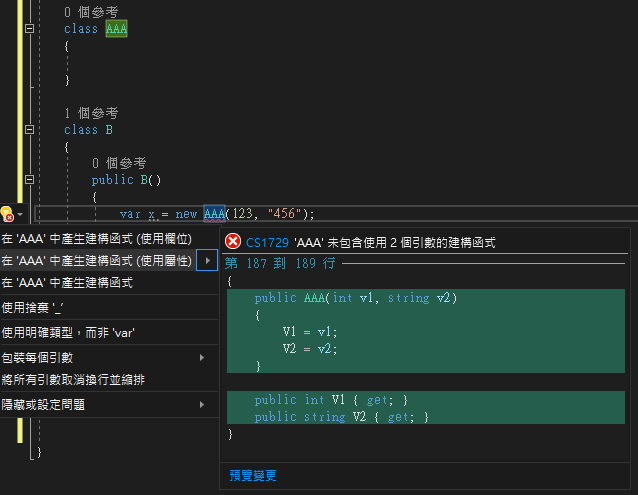 0 個參考
class AAA
{
}
1 個參考
class B
{
0 個參考
public B()
{
var x = new AAA(123, "456");
在 'AAA' 中產生建構函式 (使用欄位)
在 'AAA' 中產生建構函式 (使用屬性)
在 'AAA' 中產生建構函式
使用捨棄 '_'
使用明確類型，而非 'var'
包裝每個引數
將所有引數取消換行並縮排
隱藏或設定問題
CS1729 'AAA' 未包含使用 2 個引數的建構函式
第 187 到 189 行
{
public AAA(int v1, string v2)
{
V1 = v1;
V2 = v2;
}
public int V1 { get; }
public string V2 { get; }
}
預覽變更
}